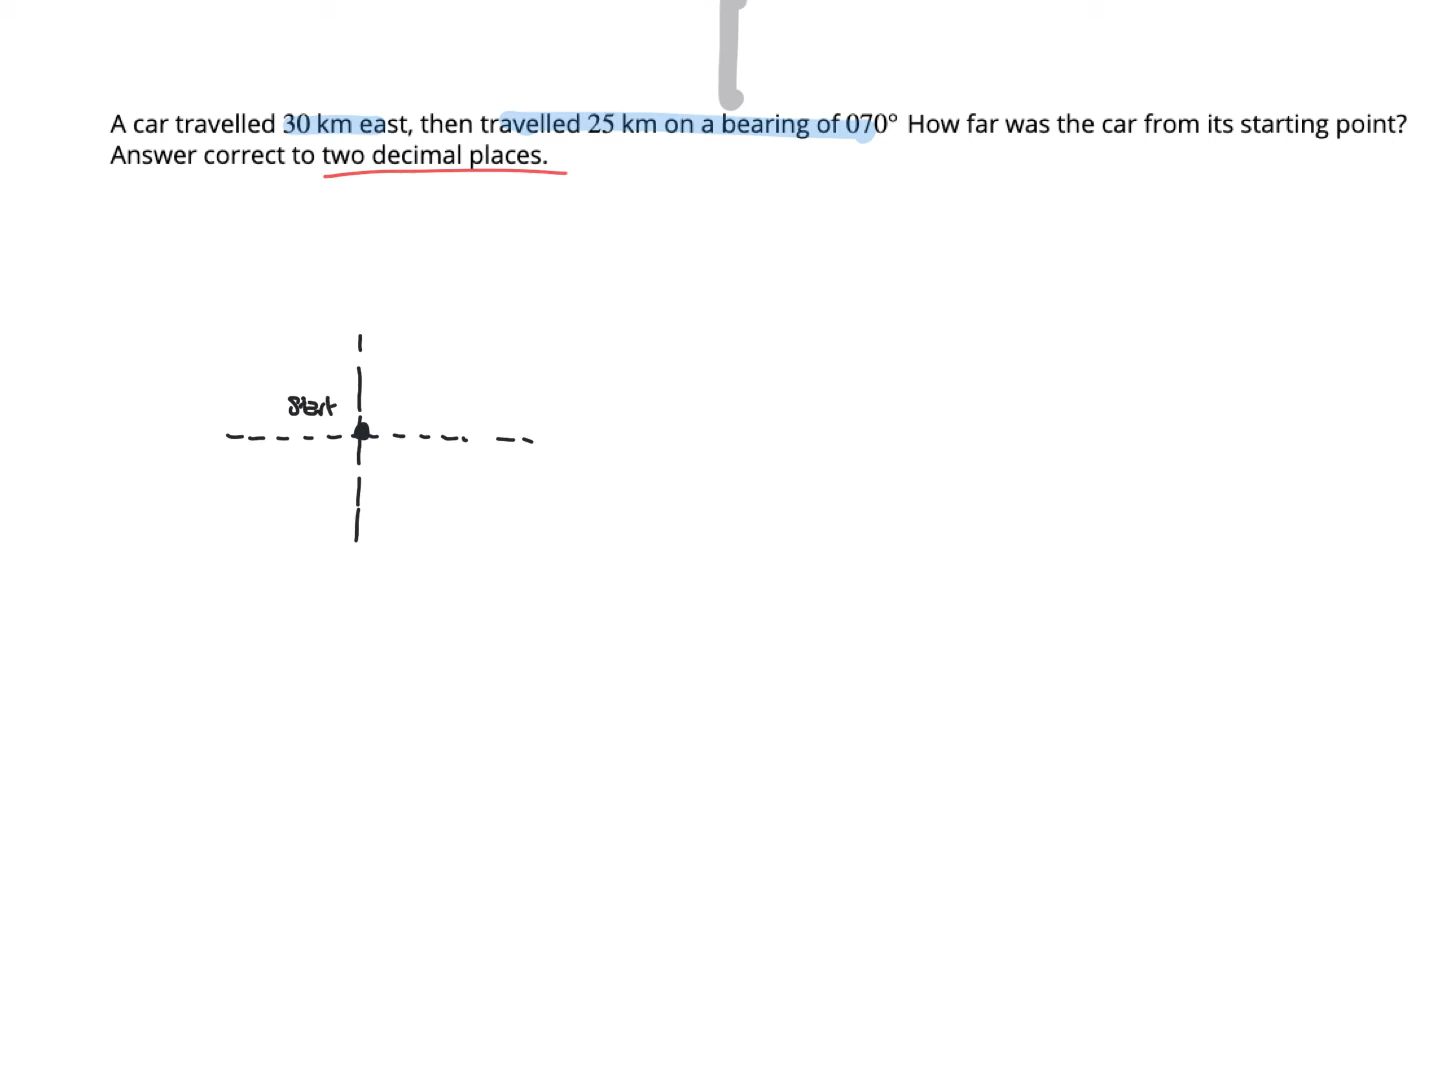 A car travelled 30 km east, then travelled 25 km on a bearing of 070° How far was the car from its starting point?
Answer correct to two decimal places.
Start